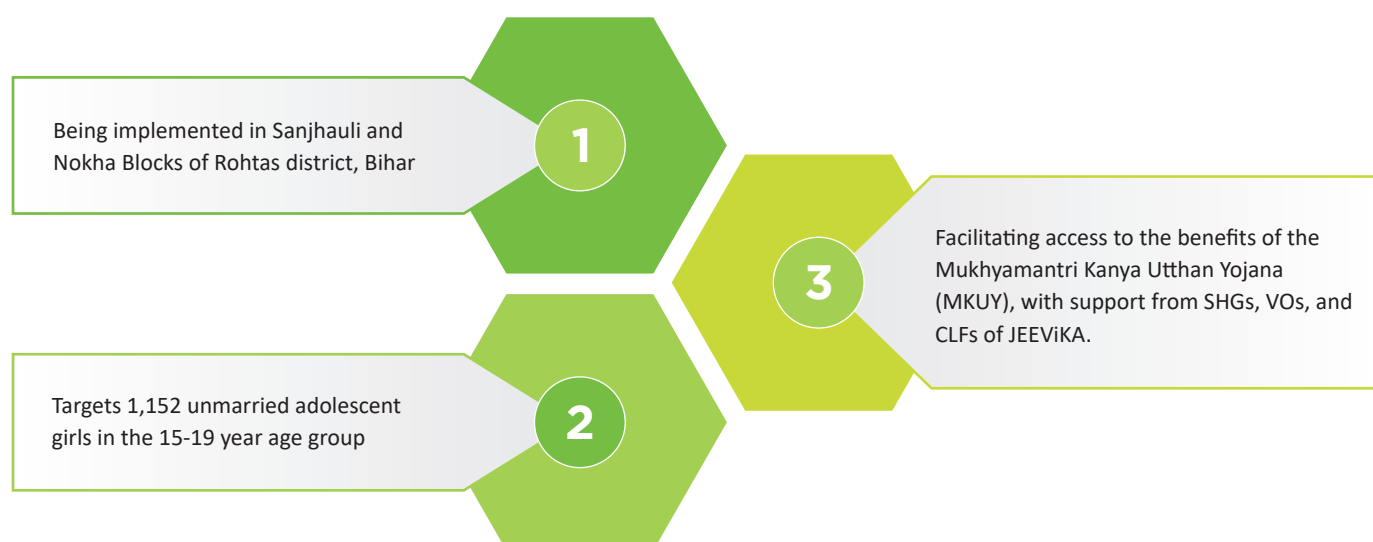 1
Being implemented in Sanjhauli and
Nokha Blocks of Rohtas district, Bihar
2
Targets 1,152 unmarried adolescent
girls in the 15-19 year age group
3
Facilitating access to the benefits of the
Mukhyamantri Kanya Utthan Yojana
(MKUY), with support from SHGs, VOs, and
CLFs of JEEViKA.